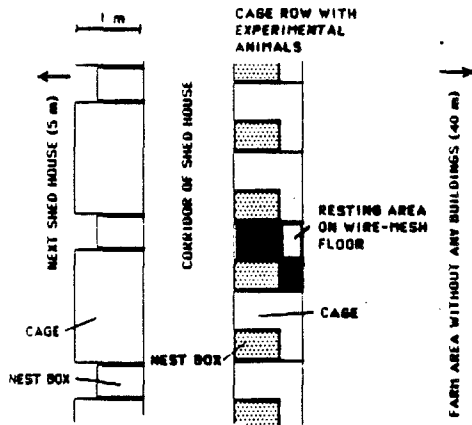 1 m
CAGE ROW WITH
EXPERIMENTAL
ANIMALS
NEXT SHED HOUSE (5 m)
CORRIDOR OF SHED HOUSE
RESTING AREA
ON WIRE-MESH
FLOOR
FARM AREA WITHOUT ANY BUILDINGS (40 m)
CAGE
CAGE
NEST BOX
NEST BOX